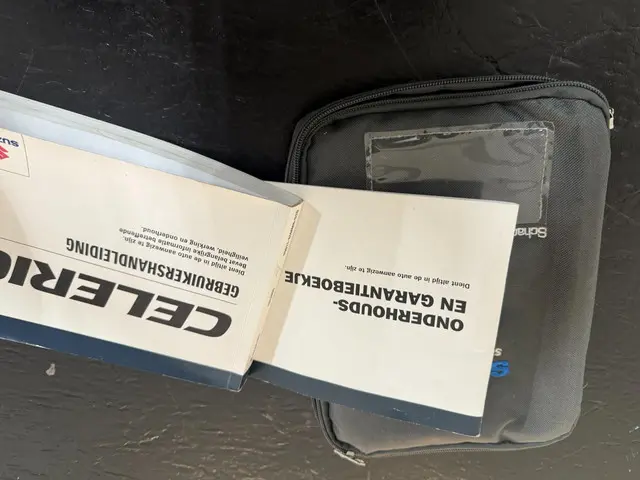 CELERIO
GEBRUIKERSHANDLEIDING
Bevat belangrijke informatie betreffende
veiligheid, werking en onderhoud.
Dient altijd in de auto aanwezig te zijn.
ONDERHOUDS-
EN GARANTIEBOEKJE
Dient altijd in de auto aanwezig te zijn.